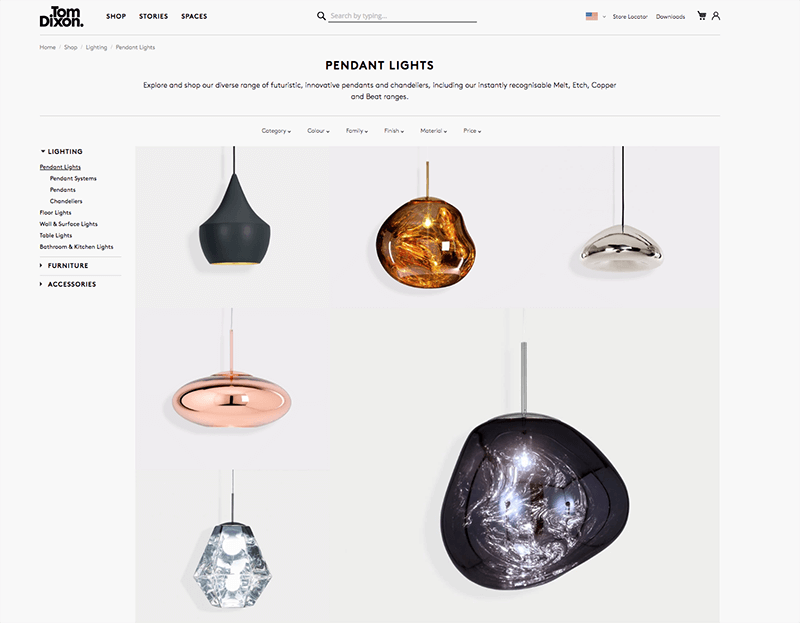 Tom
Dixon.
SHOP STORIES SPACES
Search by typing...
Store Locator Downloads
Home / Shop / Lighting / Pendant Lights
PENDANT LIGHTS
Explore and shop our diverse range of futuristic, innovative pendants and chandeliers, including our instantly recognisable Melt, Etch, Copper
and Beat ranges.
Category Colour Family Finish Material Price
LIGHTING
Pendant Lights
Pendant Systems
Pendants
Chandeliers
Floor Lights
Wall & Surface Lights
Table Lights
Bathroom & Kitchen Lights
FURNITURE
ACCESSORIES